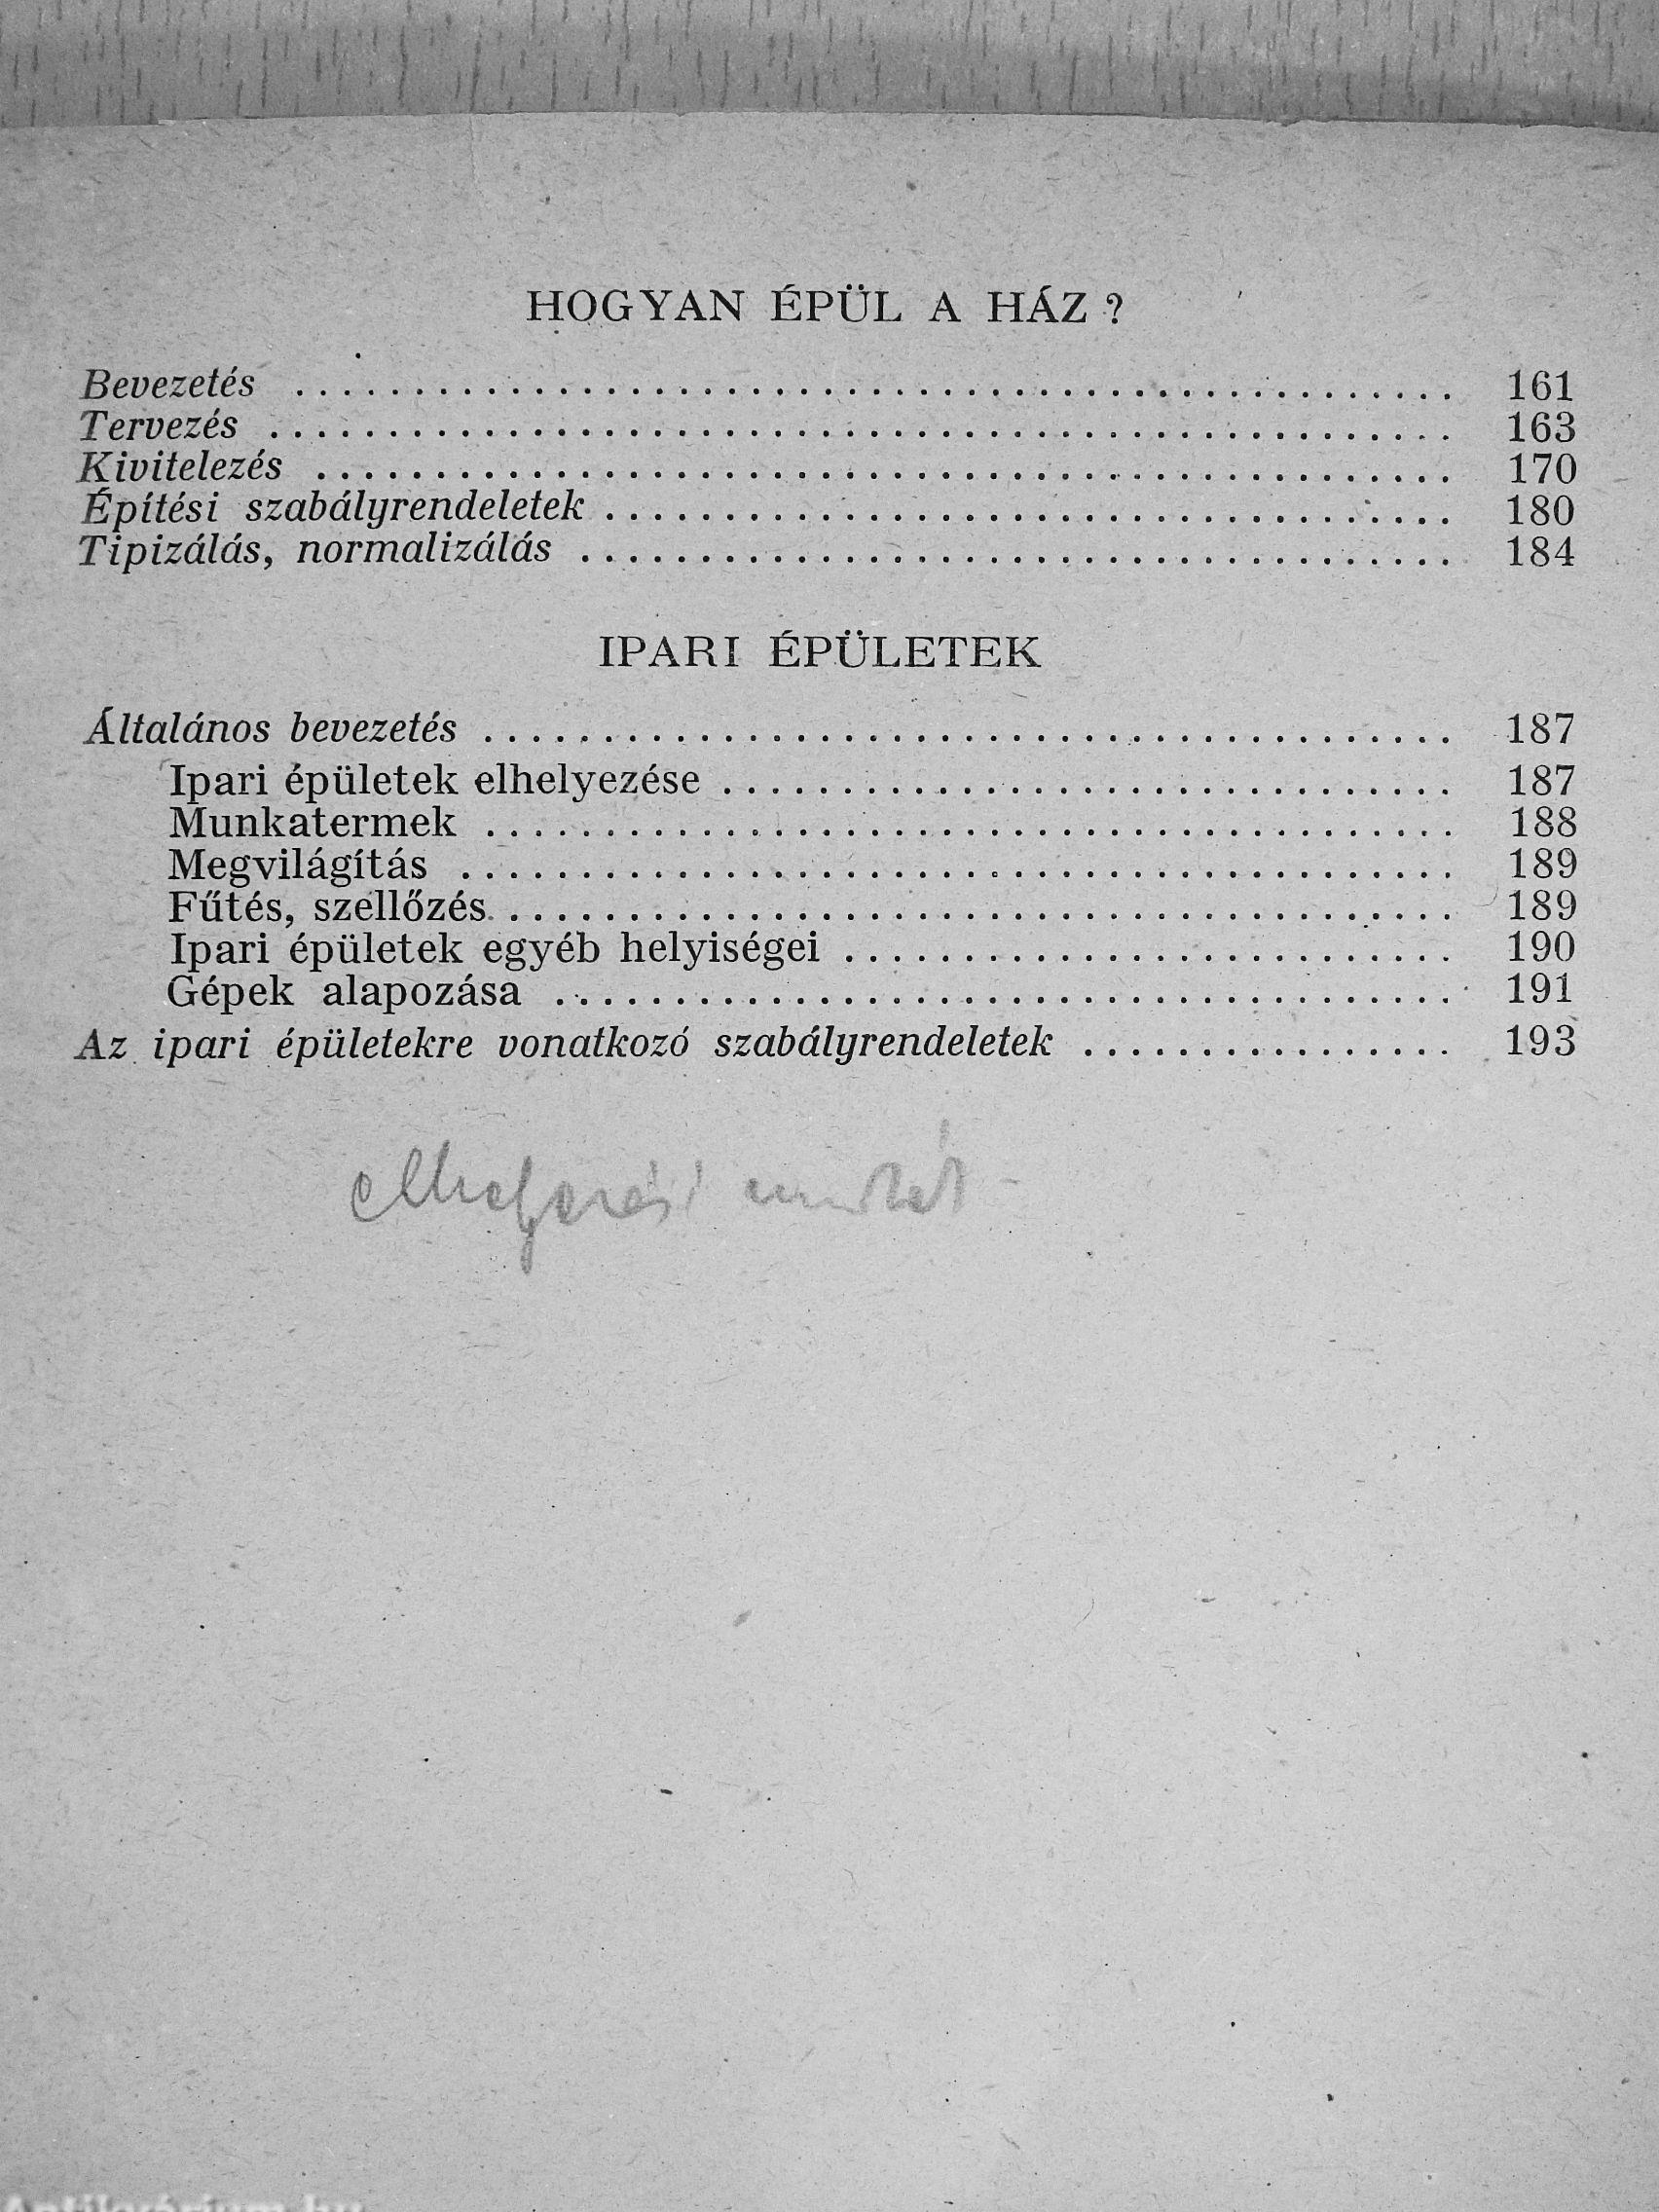 HOGYAN ÉPÜL A HÁZ?
Bevezetés . . . . . . . . . . . . . . . . . . . . 161
Tervezés . . . . . . . . . . . . . . . . . . . . 163
Kivitelezés . . . . . . . . . . . . . . . . . . . . 170
Építési szabályrendeletek . . . . . . . . . . . . . . . . . . . . 180
Tipizálás, normalizálás . . . . . . . . . . . . . . . . . . . . 184
IPARI ÉPÜLETEK
Általános bevezetés . . . . . . . . . . . . . . . . . . . . 187
Ipari épületek elhelyezése . . . . . . . . . . . . . . . . . . . . 187
Munkatermek . . . . . . . . . . . . . . . . . . . . 188
Megvilágítás . . . . . . . . . . . . . . . . . . . . 189
Fűtés, szellőzés . . . . . . . . . . . . . . . . . . . . 189
Ipari épületek egyéb helyiségei . . . . . . . . . . . . . . . . . . . . 190
Gépek alapozása . . . . . . . . . . . . . . . . . . . . 191
Az ipari épületekre vonatkozó szabályrendeletek . . . . . . . . . . . . . . . . 193